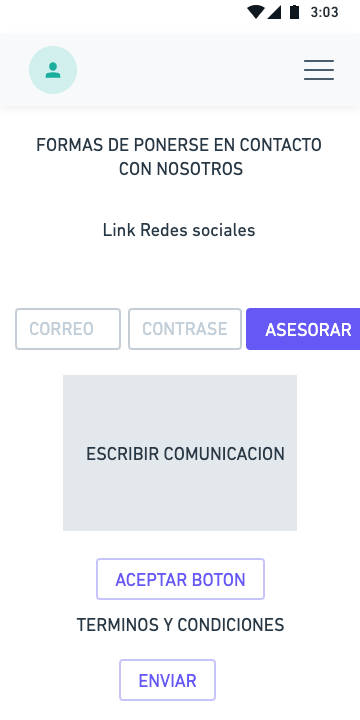 3:03
FORMAS DE PONERSE EN CONTACTO
CON NOSOTROS
Link Redes sociales
CORREO
CONTRASE
ASESORAR
ESCRIBIR COMUNICACION
ACEPTAR BOTON
TERMINOS Y CONDICIONES
ENVIAR